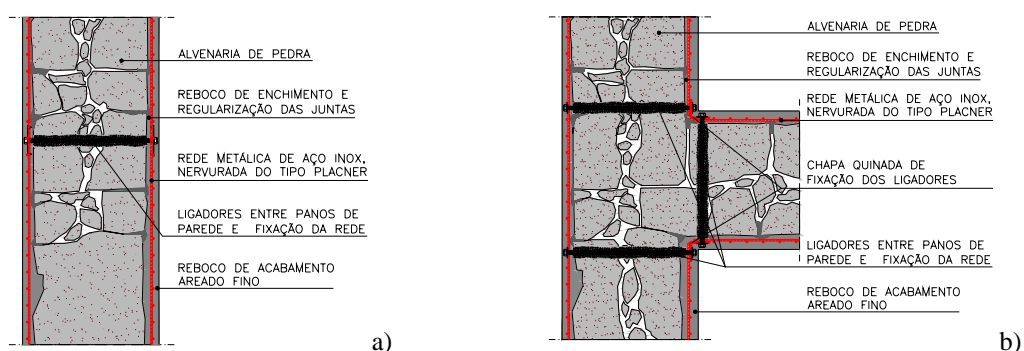 ALVENARIA DE PEDRA
REBOCO DE ENCHIMENTO E
REGULARIZAÇÃO DAS JUNTAS
REDE METÁLICA DE AÇO INOX,
NERVURADA DO TIPO PLACNER
LIGADORES ENTRE PANOS DE
PAREDE E FIXAÇÃO DA REDE
REBOCO DE ACABAMENTO
AREADO FINO
a)
ALVENARIA DE PEDRA
REBOCO DE ENCHIMENTO E
REGULARIZAÇÃO DAS JUNTAS
REDE METÁLICA DE AÇO INOX,
NERVURADA DO TIPO PLACNER
CHAPA QUINADA DE
FIXAÇÃO DOS LIGADORES
LIGADORES ENTRE PANOS DE
PAREDE E FIXAÇÃO DA REDE
REBOCO DE ACABAMENTO
AREADO FINO
b)